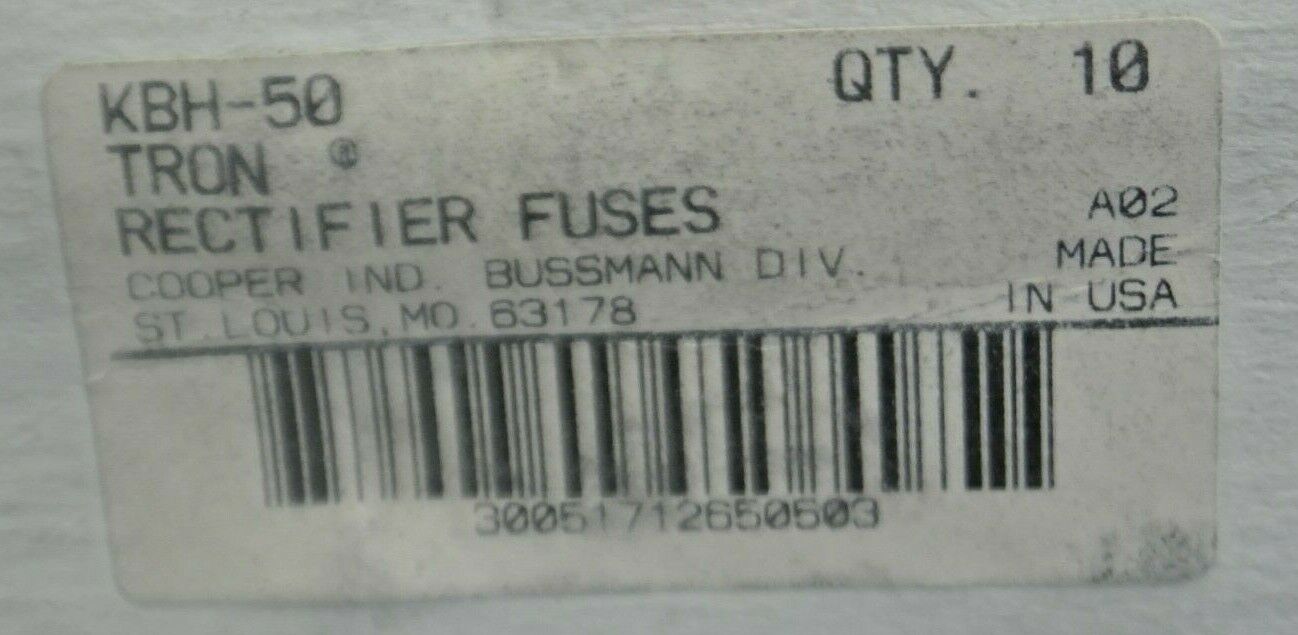 KBH-50 QTY. 10
TRON ®
RECTIFIER FUSES A02
COOPER IND. BUSSMANN DIV. MADE
ST. LOUIS, MO. 63178 IN USA
30051712650503